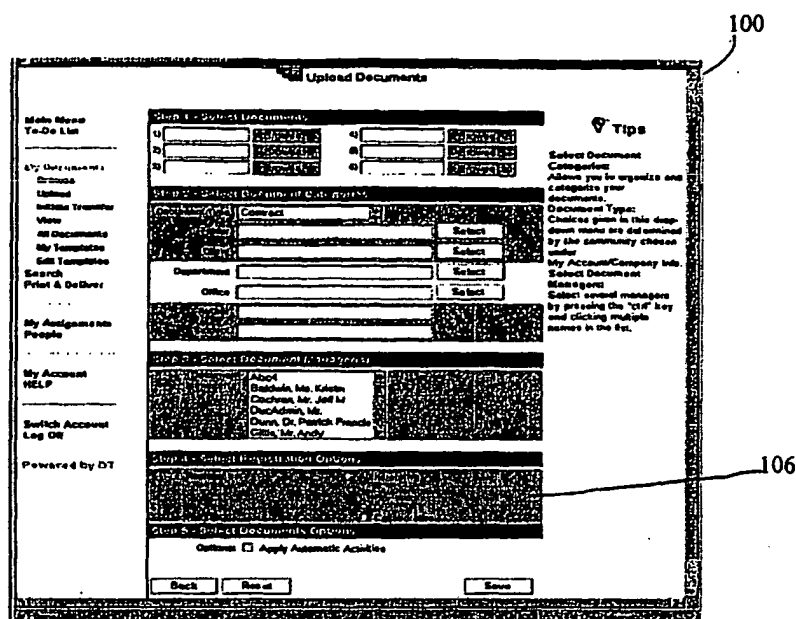 100
Upload Documents
Main Menu
To-Do List
My Documents
Browse
Upload
Initiate Transfer
View
All Documents
My Templates
Edit Templates
Search
Print & Deliver
My Assignments
People
My Account
HELP
Switch Account
Log Off
Powered by DT
Step 1 - Select Documents
1)
2)
3)
4)
5)
6)
Step 2 - Select Document Categories
Contract
Select
Select
Department
Select
Office
Select
Step 3 - Select Document Manager(s)
Baldwin, Ms. Kristin
Cochran, Mr. Jeff M
DucAdmin, Mr.
Dunn, Dr. Patrick Francis
Gittis, Mr. Andy
Step 4 - Select Registration Options
106
Step 5 - Select Documents Options
Options: Apply Automatic Activities
Back
Reset
Save
Tips
Select Document
Categories:
Allows you to organize and
categorize your
documents.
Document Type:
Choices given in this drop-
down menu are determined
by the community chosen
under
My Account/Company Info.
Select Document
Managers:
Select several managers
by pressing the "ctrl" key
and clicking multiple
names in the list.